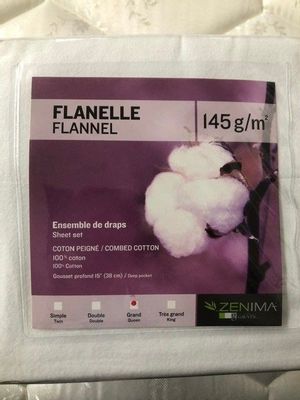 FLANELLE
FLANNEL
145 g/m²
Ensemble de draps
Sheet set
COTON PEIGNÉ / COMBED COTTON
100% coton
100% Cotton
Gousset profond 15" (38 cm) / Deep pocket
Simple
Twin
Double
Double
Grand
Queen
Très grand
King
ZENIMA